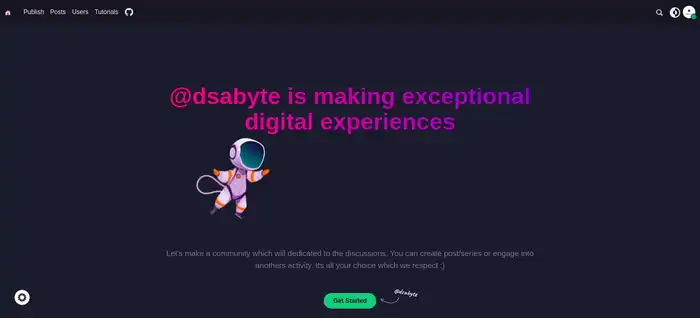 Publish Posts Users Tutorials
@dsabyte is making exceptional
digital experiences
Let's make a community which will dedicated to the discussions. You can create post/series or engage into
anothers activity. Its all your choice which we respect :)
Get Started
@dsabyte